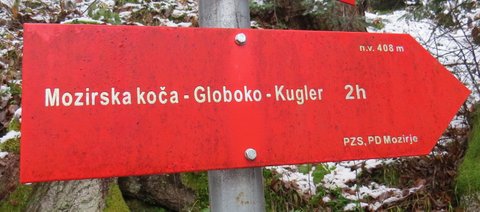 n.v. 408 m
Mozirska koča - Globoko - Kugler 2h
PZS, PD Mozirje